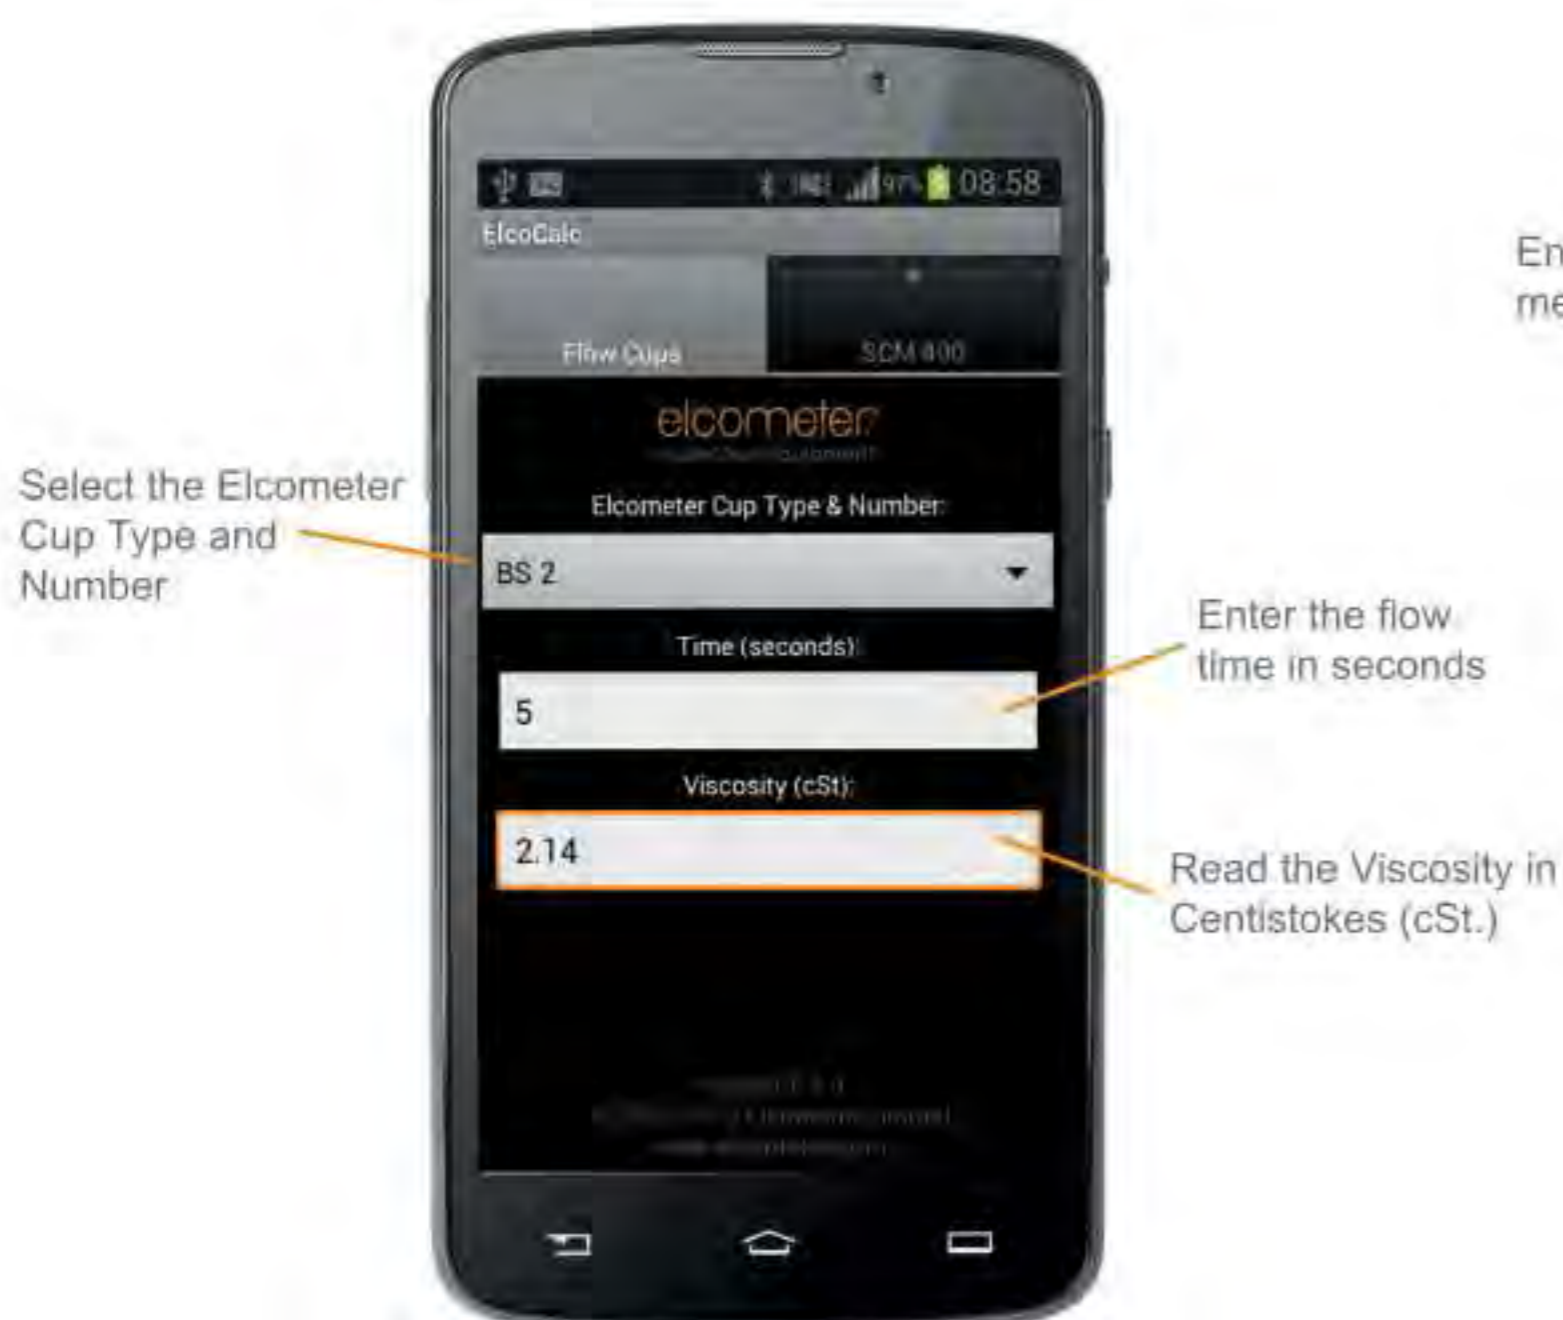 08:58
ElcoCalc
Flow Cups
SCM 400
elcometer
Elcometer Cup Type & Number:
Select the Elcometer
Cup Type and
Number
BS 2
Time (seconds):
5
Enter the flow
time in seconds
Viscosity (cSt):
2.14
Read the Viscosity in
Centistokes (cSt.)